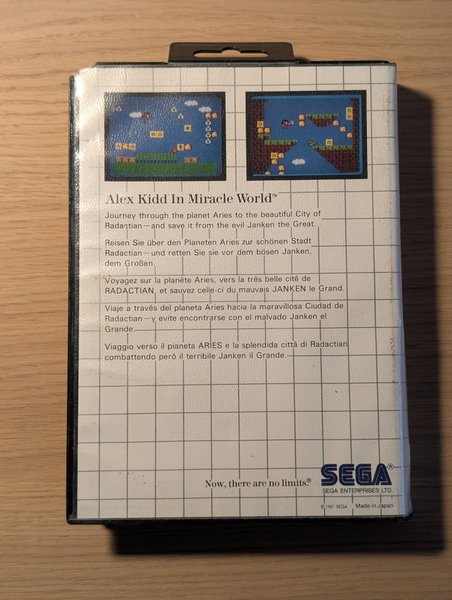 Alex Kidd In Miracle World™
Journey through the planet Aries to the beautiful City of
Radactian—and save it from the evil Janken the Great.
Reisen Sie über den Planeten Aries zur schönen Stadt
Radactian—und retten Sie sie vor dem bösen Janken,
dem Großen.
Voyagez sur la planète Aries, vers la très belle cité de
RADACTIAN, et sauvez celle-ci du mauvais JANKEN le Grand.
Viaje a través del planeta Aries hacia la maravillosa Ciudad de
Radactian—y evite encontrarse con el malvado Janken el
Grande.
Viaggio verso il pianeta ARIES e la splendida città di Radactian
combattendo però il terribile Janken il Grande.
Now, there are no limits.®
SEGA®
SEGA ENTERPRISES LTD.
© 1987 SEGA Made in Japan